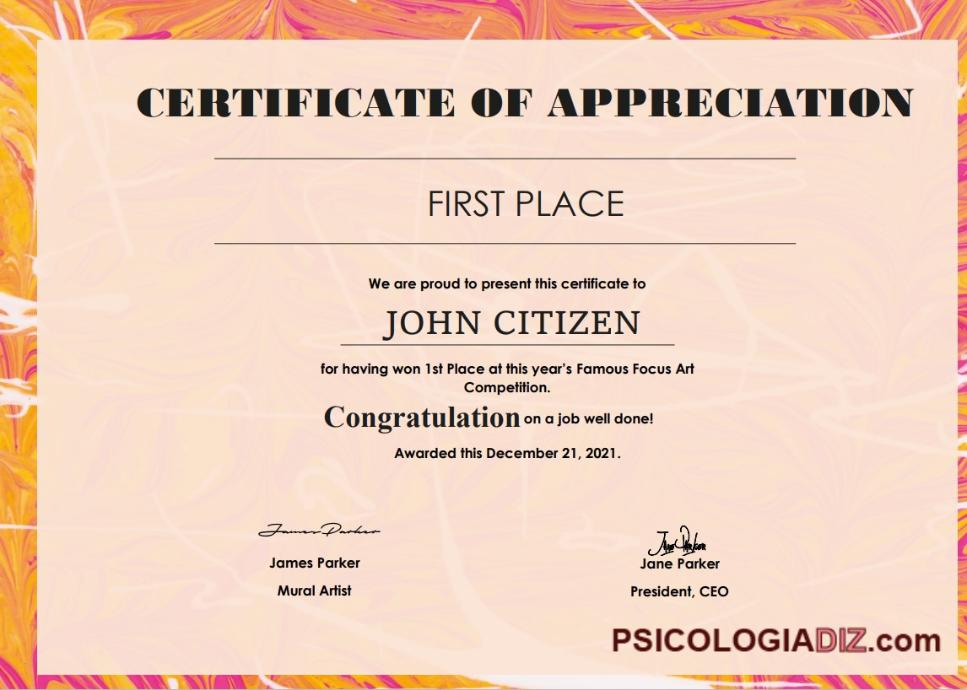 CERTIFICATE OF APPRECIATION
FIRST PLACE
We are proud to present this certificate to
JOHN CITIZEN
for having won 1st Place at this year's Famous Focus Art
Competition.
Congratulation on a job well done!
Awarded this December 21, 2021.
James Parker
Jane Parker
James Parker
Jane Parker
Mural Artist
President, CEO
PSICOLOGIADIZ.com